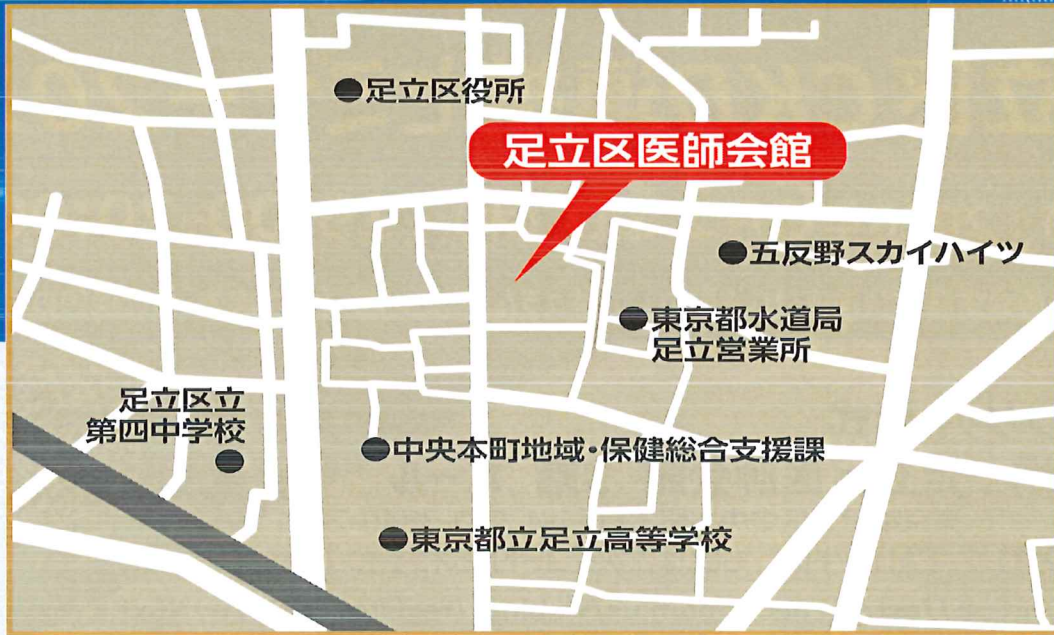 足立区役所
足立区医師会館
五反野スカイハイツ
東京都水道局
足立営業所
足立区立
第四中学校
中央本町地域・保健総合支援課
東京都立足立高等学校